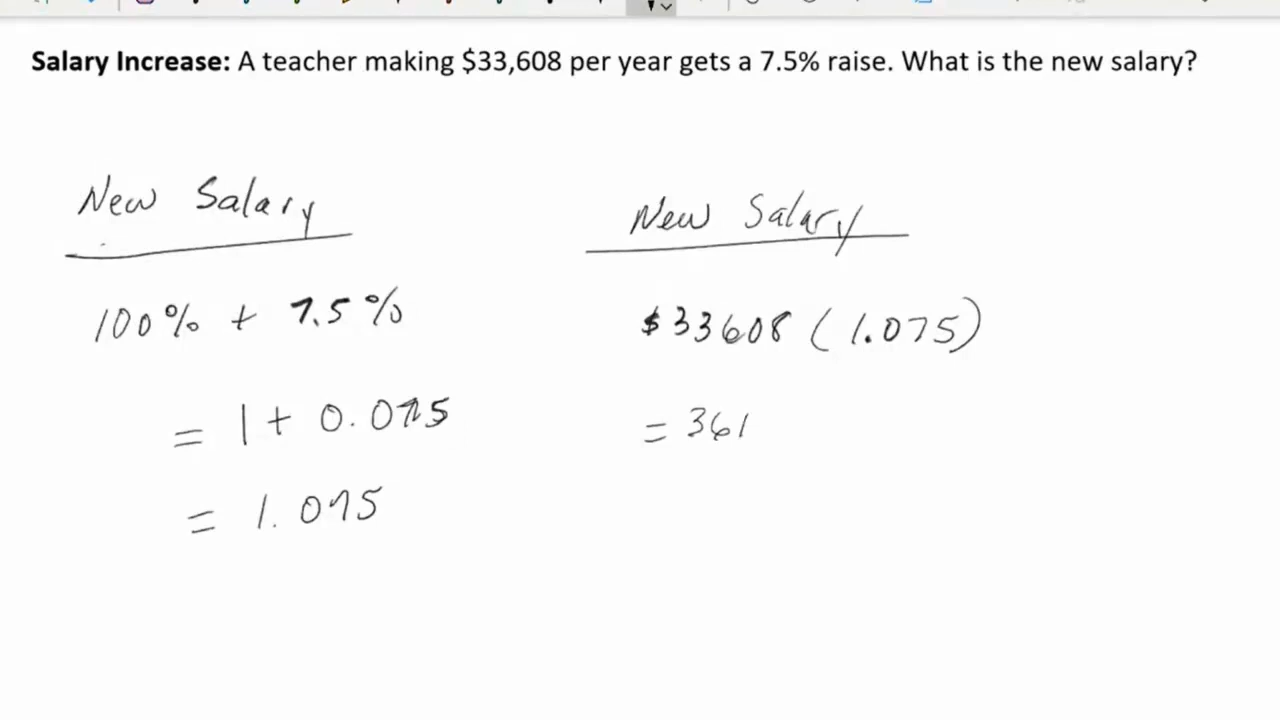 Salary Increase: A teacher making $33,608 per year gets a 7.5% raise. What is the new salary?
New Salary
100% + 7.5%
= 1 + 0.075
= 1.075
New Salary
$33608 (1.075)
= 361